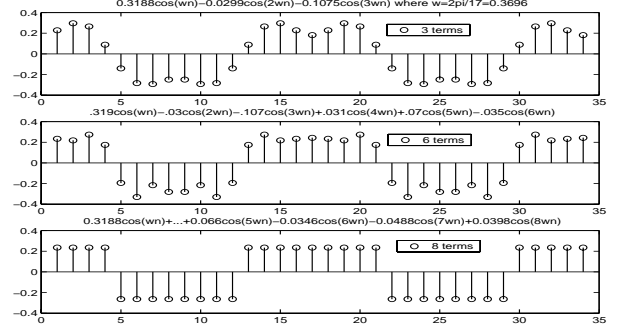 0.3188cos(wn)−0.0299cos(2wn)−0.1075cos(3wn) where w=2pi/17=0.3696
0.4
0.2
0
−0.2
−0.4
3 terms
0 5 10 15 20 25 30 35
.319cos(wn)−.03cos(2wn)−.107cos(3wn)+.031cos(4wn)+.07cos(5wn)−.035cos(6wn)
0.4
0.2
0
−0.2
−0.4
6 terms
0 5 10 15 20 25 30 35
0.3188cos(wn)+...+0.066cos(5wn)−0.0346cos(6wn)−0.0488cos(7wn)+0.0398cos(8wn)
0.4
0.2
0
−0.2
−0.4
8 terms
0 5 10 15 20 25 30 35